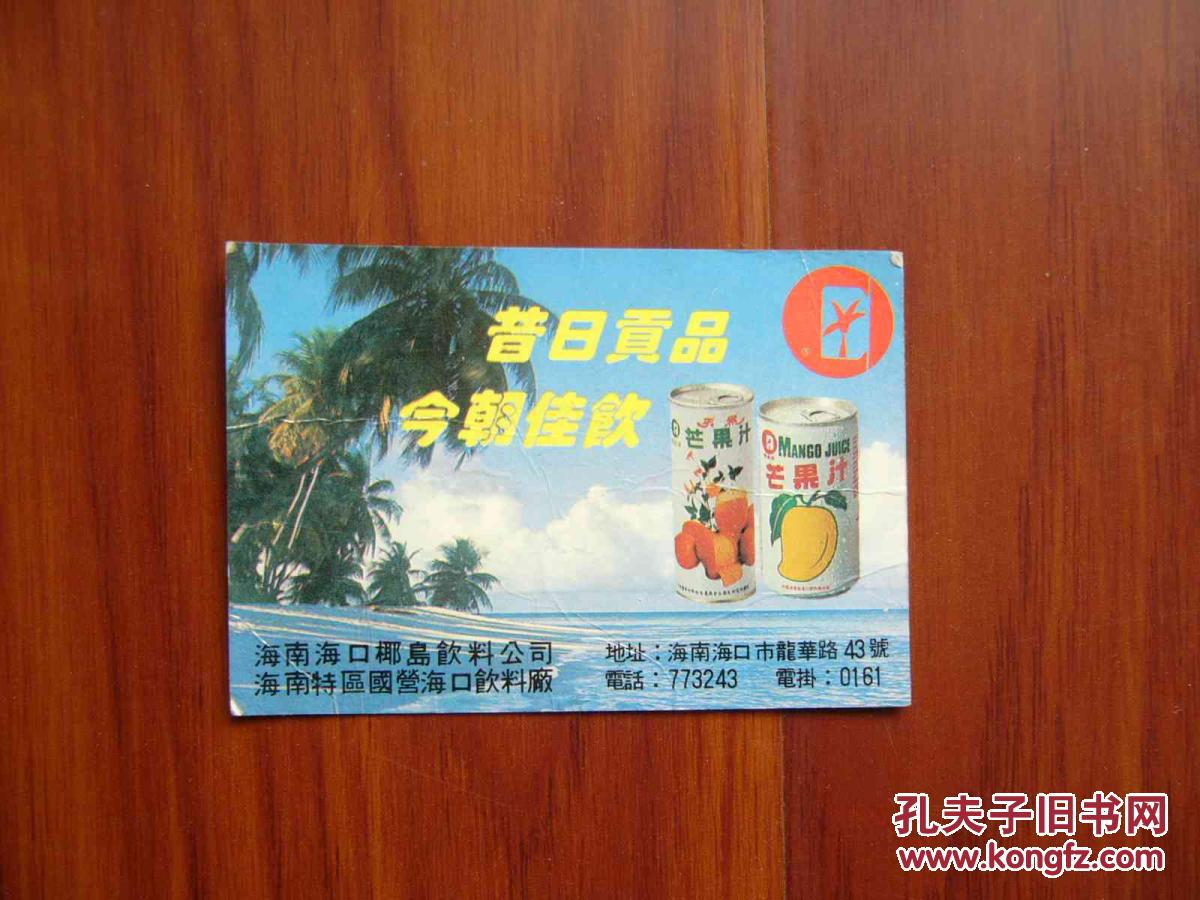 昔日貢品
今朝佳飲
芒果汁
MANGO JUICE
芒果汁
海南海口椰島飲料公司
海南特區國營海口飲料廠
地址：海南海口市龍華路43號
電話：773243 電掛：0161
孔夫子旧书网
www.kongfz.com